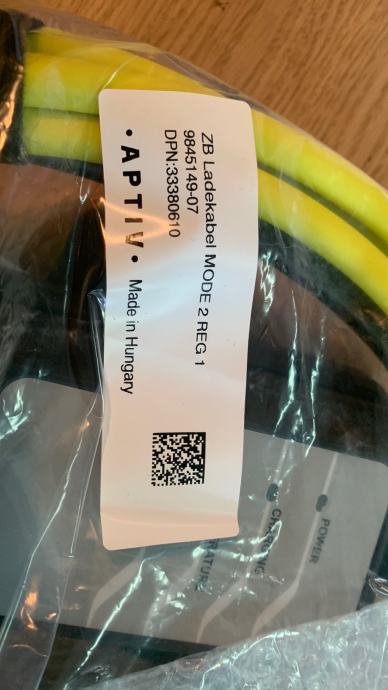 ZB Ladekabel MODE 2 REG 1
9845149-07
DPN:33380610
• APTIV • Made in Hungary
POWER
CHARGING